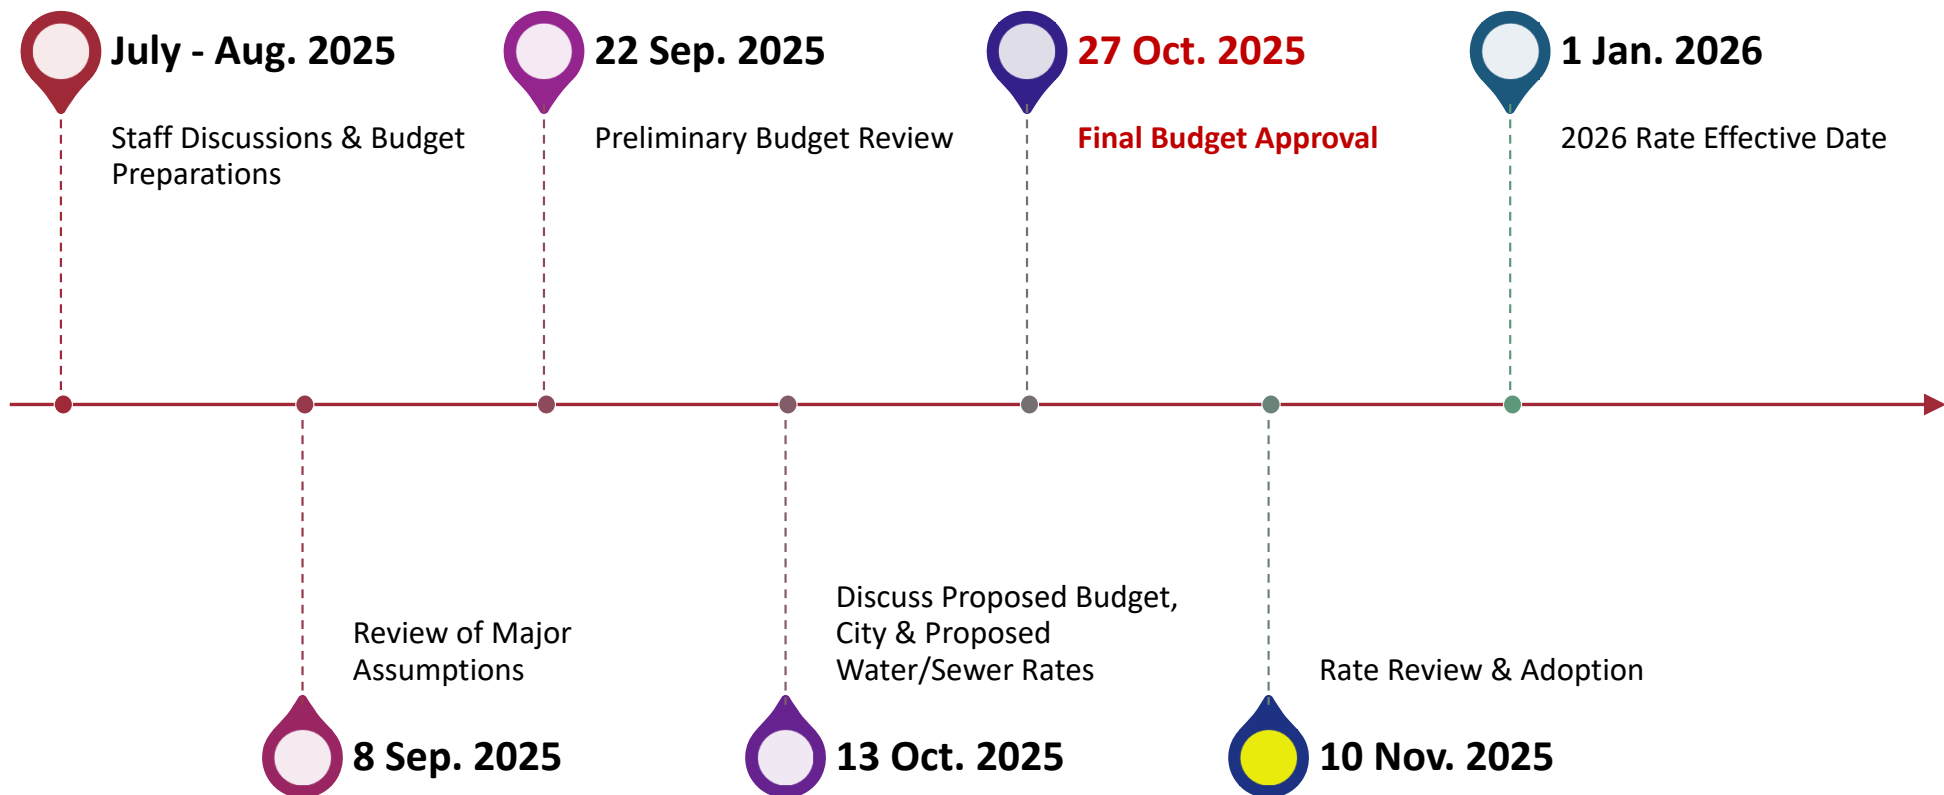 July - Aug. 2025
Staff Discussions & Budget
Preparations
22 Sep. 2025
Preliminary Budget Review
27 Oct. 2025
Final Budget Approval
1 Jan. 2026
2026 Rate Effective Date
Review of Major
Assumptions
8 Sep. 2025
Discuss Proposed Budget,
City & Proposed
Water/Sewer Rates
13 Oct. 2025
Rate Review & Adoption
10 Nov. 2025